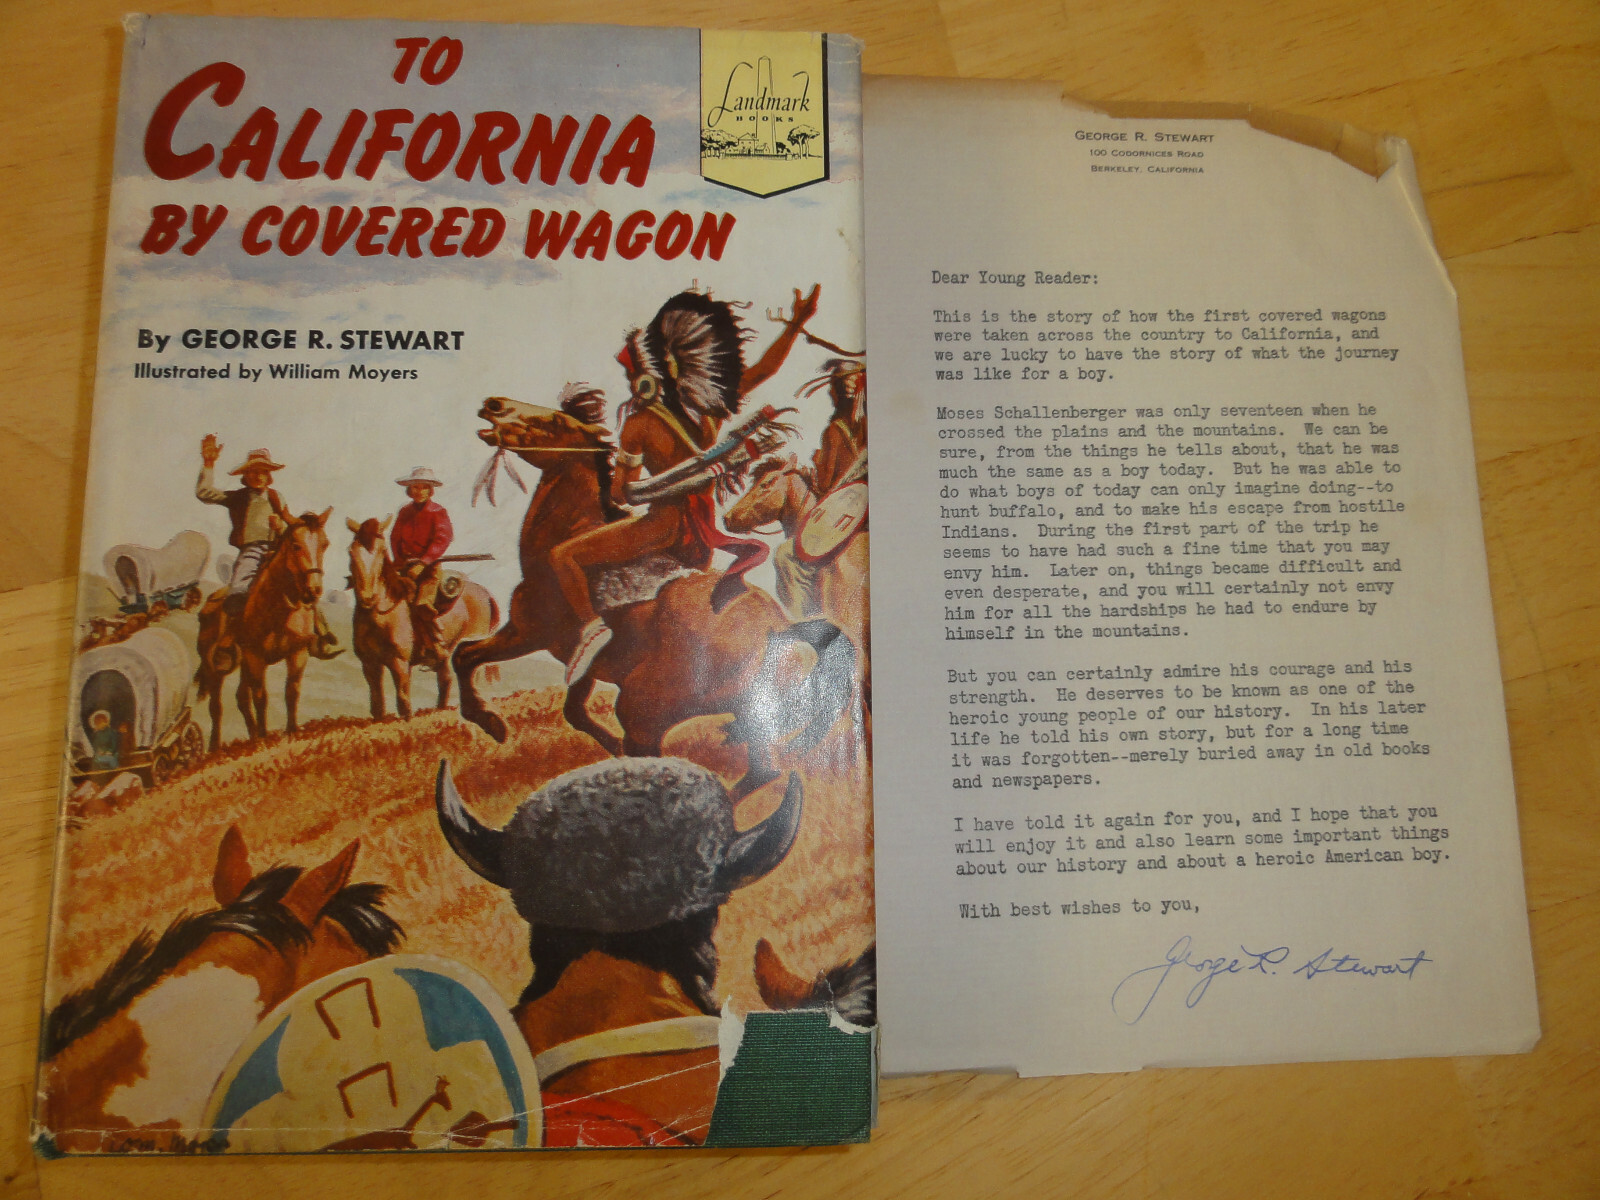 TO
CALIFORNIA
BY COVERED WAGON
Landmark
BOOKS
By GEORGE R. STEWART
Illustrated by William Moyers
GEORGE R. STEWART
100 CODORNICES ROAD
BERKELEY, CALIFORNIA
Dear Young Reader:
This is the story of how the first covered wagons
were taken across the country to California, and
we are lucky to have the story of what the journey
was like for a boy.
Moses Schallenberger was only seventeen when he
crossed the plains and the mountains. We can be
sure, from the things he tells about, that he was
much the same as a boy today. But he was able to
do what boys of today can only imagine doing--to
hunt buffalo, and to make his escape from hostile
Indians. During the first part of the trip he
seems to have had such a fine time that you may
envy him. Later on, things became difficult and
even desperate, and you will certainly not envy
him for all the hardships he had to endure by
himself in the mountains.
But you can certainly admire his courage and his
strength. He deserves to be known as one of the
heroic young people of our history. In his later
life he told his own story, but for a long time
it was forgotten--merely buried away in old books
and newspapers.
I have told it again for you, and I hope that you
will enjoy it and also learn some important things
about our history and about a heroic American boy.
With best wishes to you,
George R. Stewart